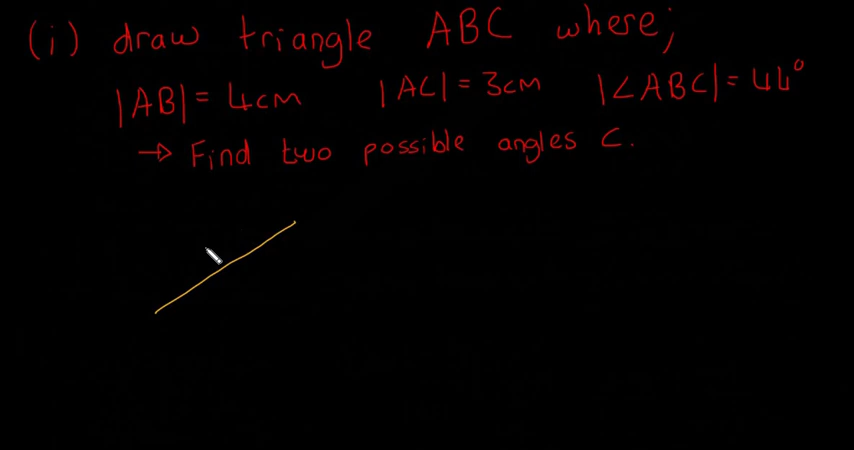 (i) draw triangle ABC where;
|AB| = 4cm |AC| = 3cm |∠ABC| = 44°
→ Find two possible angles C.